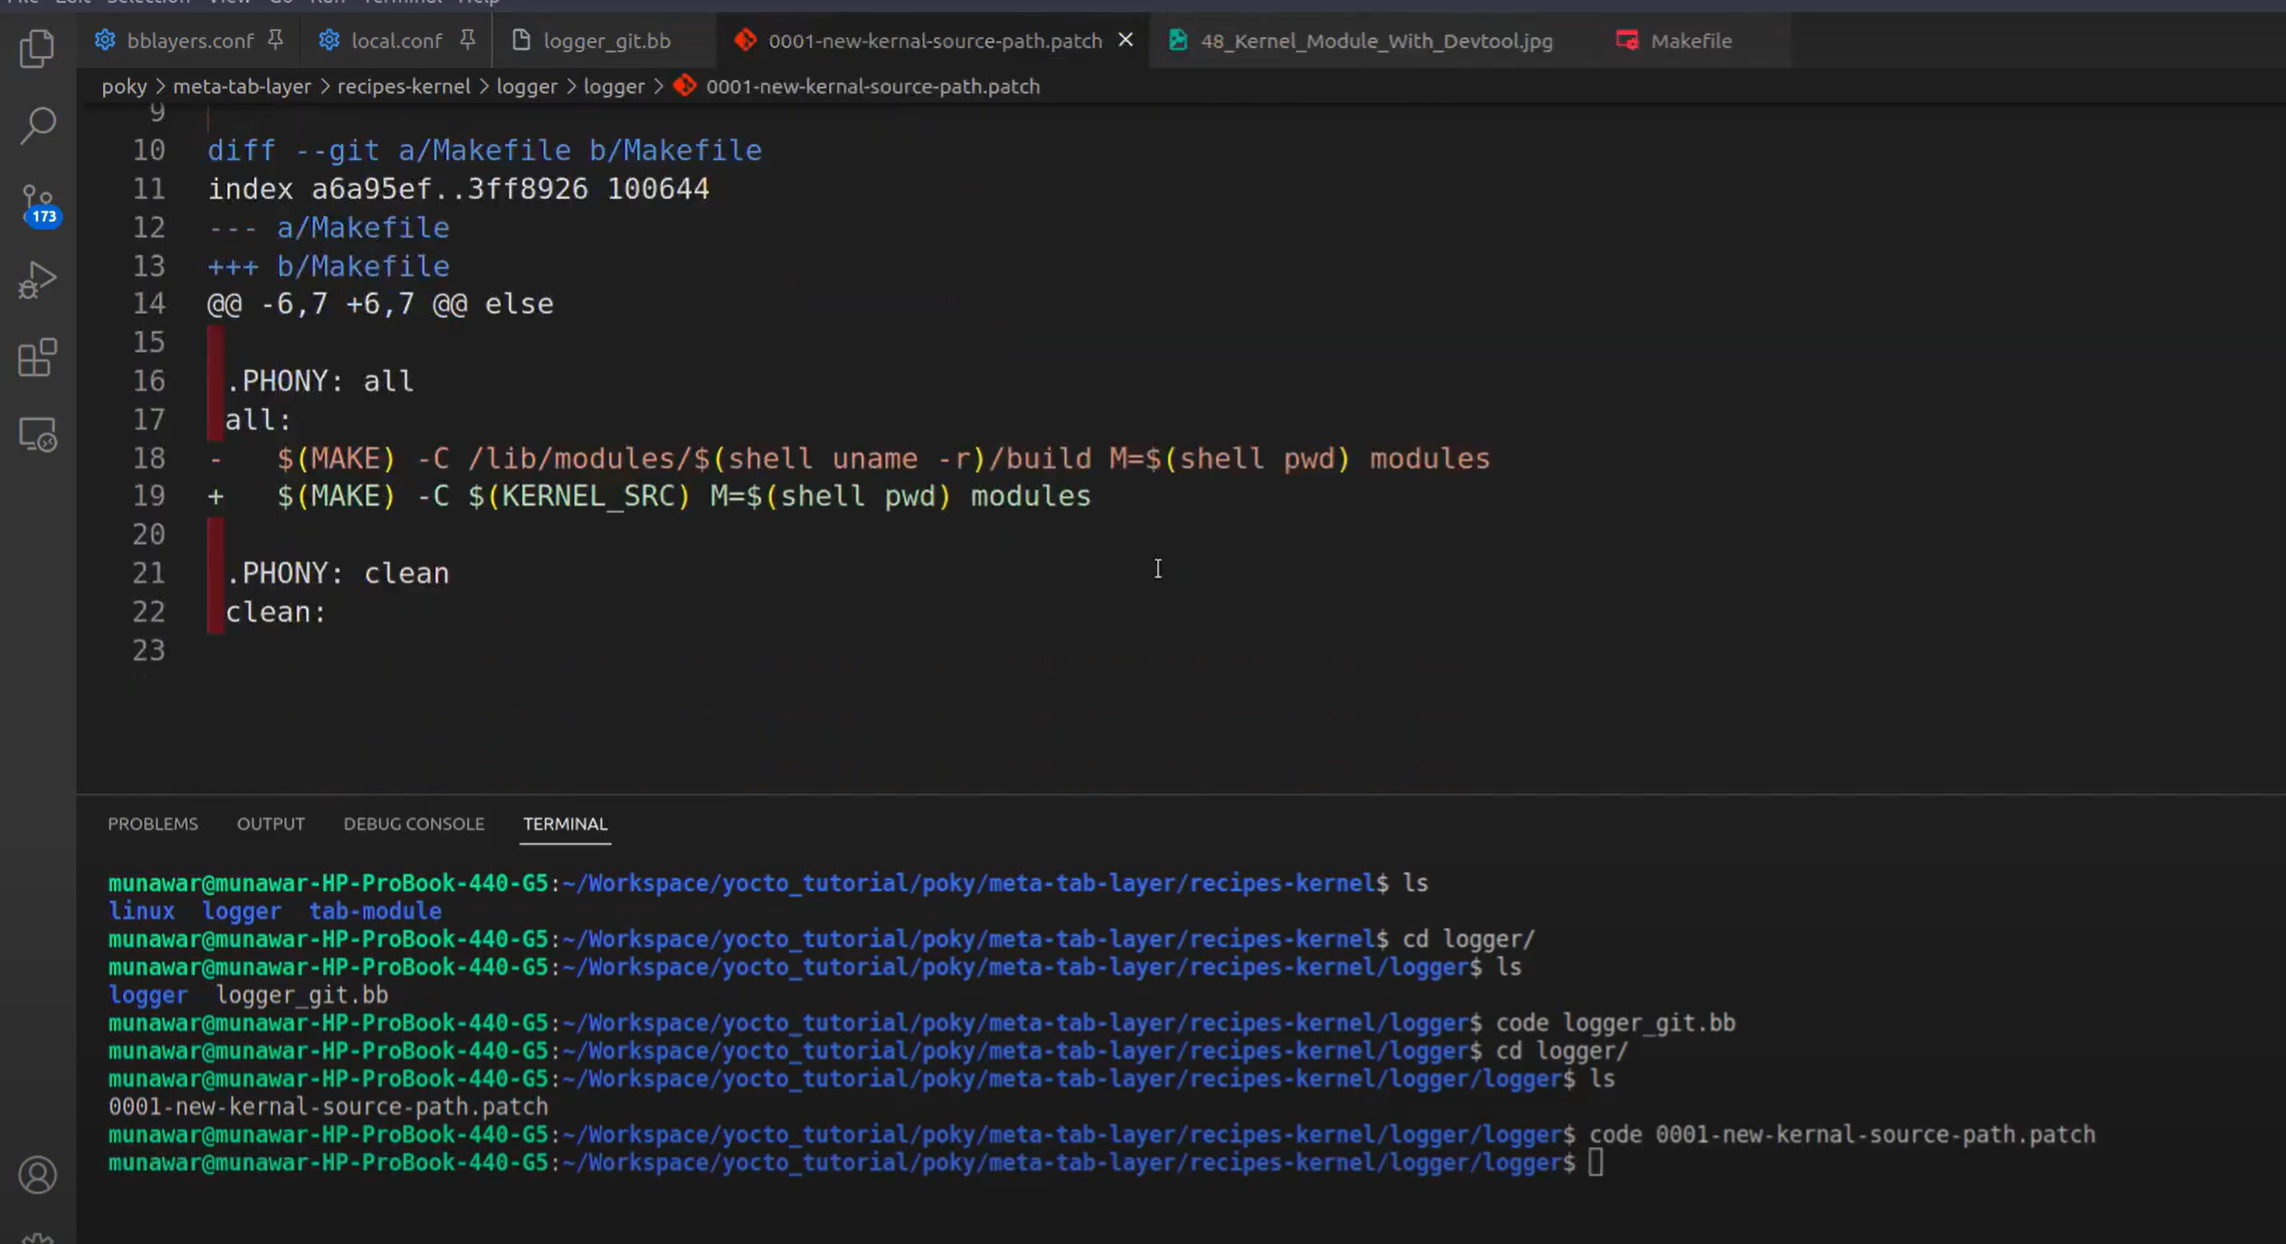 File Edit Selection View Go Run Terminal Help
bblayers.conf local.conf logger_git.bb 0001-new-kernal-source-path.patch 48_Kernel_Module_With_Devtool.jpg Makefile
poky > meta-tab-layer > recipes-kernel > logger > logger > 0001-new-kernal-source-path.patch
9
10 diff --git a/Makefile b/Makefile
11 index a6a95ef..3ff8926 100644
12 --- a/Makefile
13 +++ b/Makefile
14 @@ -6,7 +6,7 @@ else
15
16 .PHONY: all
17 all:
18 - $(MAKE) -C /lib/modules/$(shell uname -r)/build M=$(shell pwd) modules
19 + $(MAKE) -C $(KERNEL_SRC) M=$(shell pwd) modules
20
21 .PHONY: clean
22 clean:
23
173
PROBLEMS OUTPUT DEBUG CONSOLE TERMINAL
munawar@munawar-HP-ProBook-440-G5:~/Workspace/yocto_tutorial/poky/meta-tab-layer/recipes-kernel$ ls
linux logger tab-module
munawar@munawar-HP-ProBook-440-G5:~/Workspace/yocto_tutorial/poky/meta-tab-layer/recipes-kernel$ cd logger/
munawar@munawar-HP-ProBook-440-G5:~/Workspace/yocto_tutorial/poky/meta-tab-layer/recipes-kernel/logger$ ls
logger logger_git.bb
munawar@munawar-HP-ProBook-440-G5:~/Workspace/yocto_tutorial/poky/meta-tab-layer/recipes-kernel/logger$ code logger_git.bb
munawar@munawar-HP-ProBook-440-G5:~/Workspace/yocto_tutorial/poky/meta-tab-layer/recipes-kernel/logger$ cd logger/
munawar@munawar-HP-ProBook-440-G5:~/Workspace/yocto_tutorial/poky/meta-tab-layer/recipes-kernel/logger/logger$ ls
0001-new-kernal-source-path.patch
munawar@munawar-HP-ProBook-440-G5:~/Workspace/yocto_tutorial/poky/meta-tab-layer/recipes-kernel/logger/logger$ code 0001-new-kernal-source-path.patch
munawar@munawar-HP-ProBook-440-G5:~/Workspace/yocto_tutorial/poky/meta-tab-layer/recipes-kernel/logger/logger$